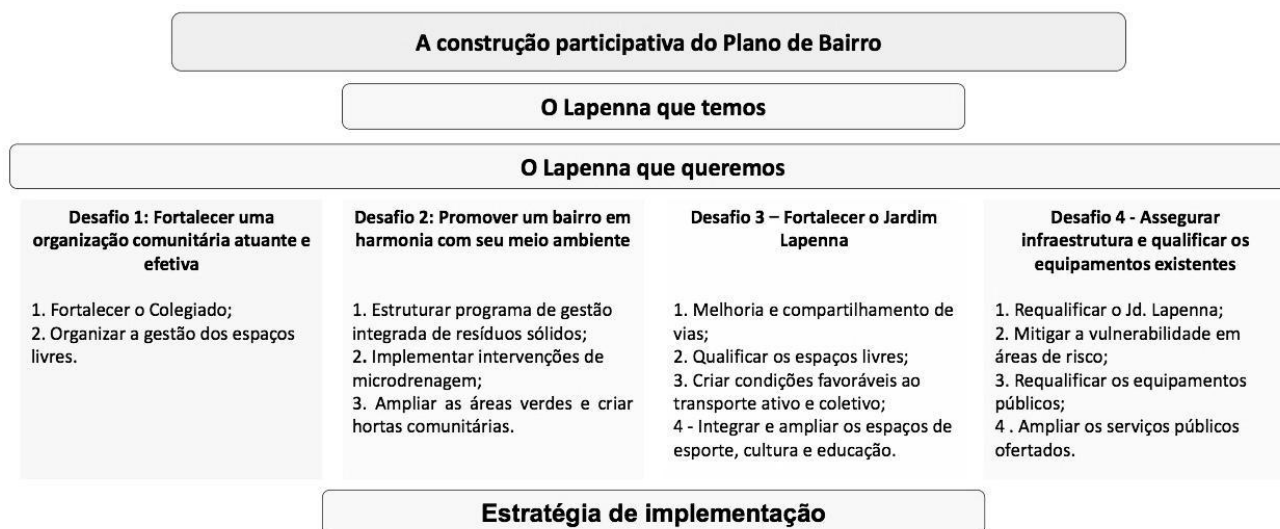 A construção participativa do Plano de Bairro
O Lapenna que temos
O Lapenna que queremos
Desafio 1: Fortalecer uma
organização comunitária atuante e
efetiva
1. Fortalecer o Colegiado;
2. Organizar a gestão dos espaços
livres.
Desafio 2: Promover um bairro em
harmonia com seu meio ambiente
1. Estruturar programa de gestão
integrada de resíduos sólidos;
2. Implementar intervenções de
microdrenagem;
3. Ampliar as áreas verdes e criar
hortas comunitárias.
Desafio 3 – Fortalecer o Jardim
Lapenna
1. Melhoria e compartilhamento de
vias;
2. Qualificar os espaços livres;
3. Criar condições favoráveis ao
transporte ativo e coletivo;
4 - Integrar e ampliar os espaços de
esporte, cultura e educação.
Desafio 4 - Assegurar
infraestrutura e qualificar os
equipamentos existentes
1. Requalificar o Jd. Lapenna;
2. Mitigar a vulnerabilidade em
áreas de risco;
3. Requalificar os equipamentos
públicos;
4 . Ampliar os serviços públicos
ofertados.
Estratégia de implementação